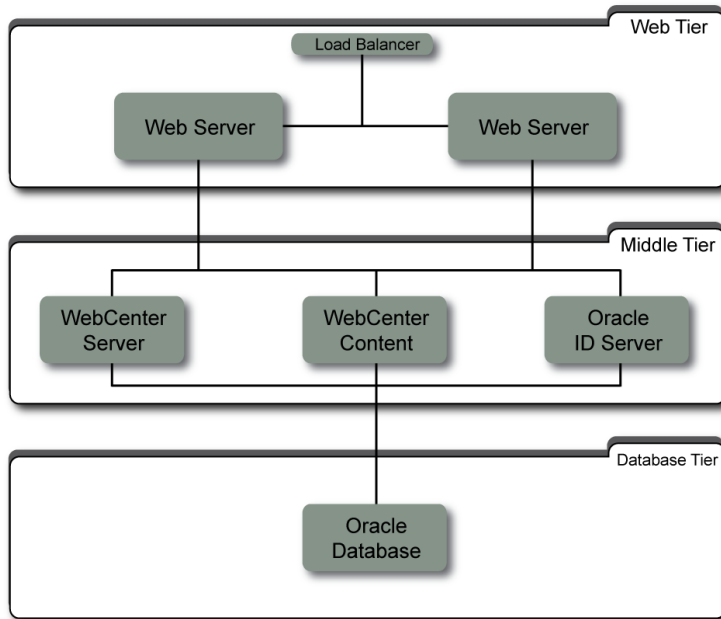 Web Tier
Load Balancer
Web Server
Web Server
Middle Tier
WebCenter
Server
WebCenter
Content
Oracle
ID Server
Database Tier
Oracle
Database